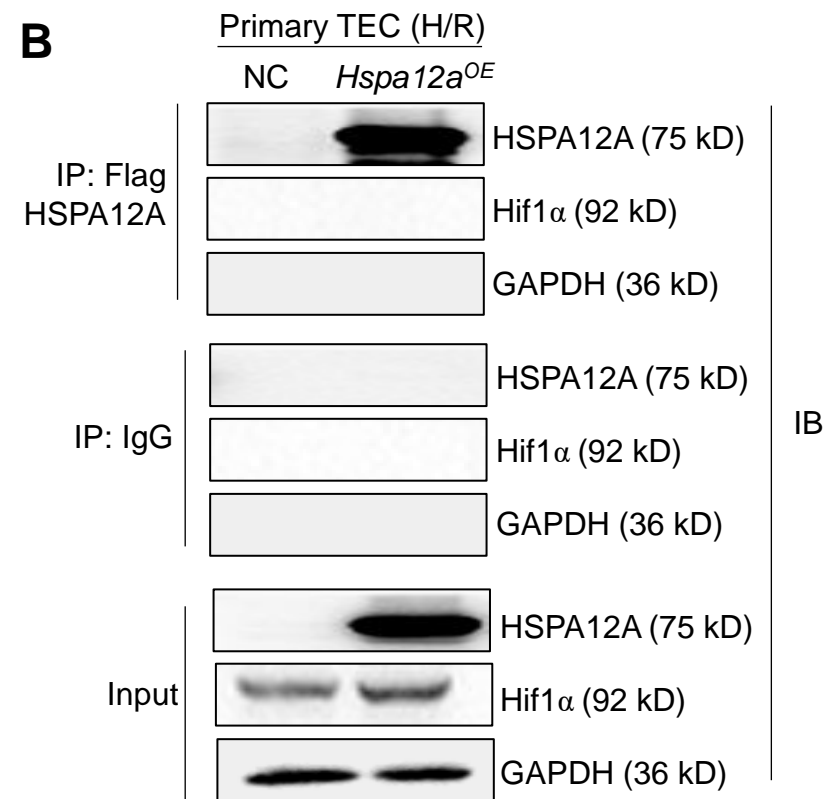 B
Primary TEC (H/R)
NC Hspa12a^OE
IP: Flag
HSPA12A
HSPA12A (75 kD)
Hif1α (92 kD)
GAPDH (36 kD)
IP: IgG
HSPA12A (75 kD)
Hif1α (92 kD)
GAPDH (36 kD)
IB
Input
HSPA12A (75 kD)
Hif1α (92 kD)
GAPDH (36 kD)